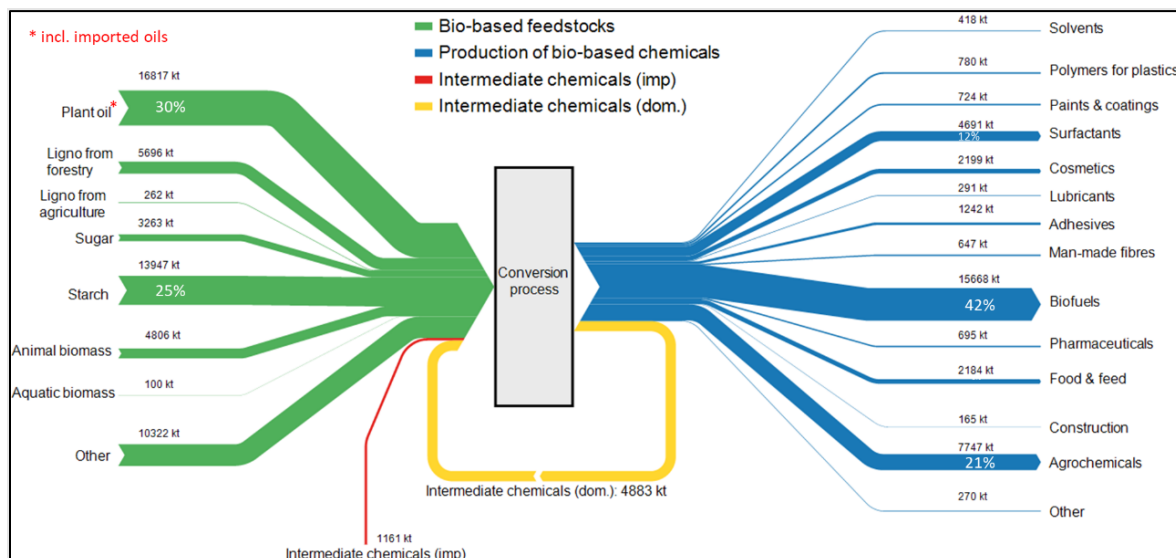 * incl. imported oils
Bio-based feedstocks
Production of bio-based chemicals
Intermediate chemicals (imp)
Intermediate chemicals (dom.)
16817 kt
Plant oil*
30%
Ligno from
forestry
5696 kt
Ligno from
agriculture
262 kt
Sugar
3263 kt
13947 kt
Starch
25%
4806 kt
Animal biomass
100 kt
Aquatic biomass
10322 kt
Other
1161 kt
Intermediate chemicals (imp)
Conversion
process
Intermediate chemicals (dom.): 4883 kt
418 kt
Solvents
780 kt
Polymers for plastics
724 kt
Paints & coatings
4691 kt
12%
Surfactants
2199 kt
Cosmetics
291 kt
Lubricants
1242 kt
Adhesives
647 kt
Man-made fibres
15668 kt
42%
Biofuels
695 kt
Pharmaceuticals
2184 kt
Food & feed
165 kt
Construction
7747 kt
21%
Agrochemicals
270 kt
Other